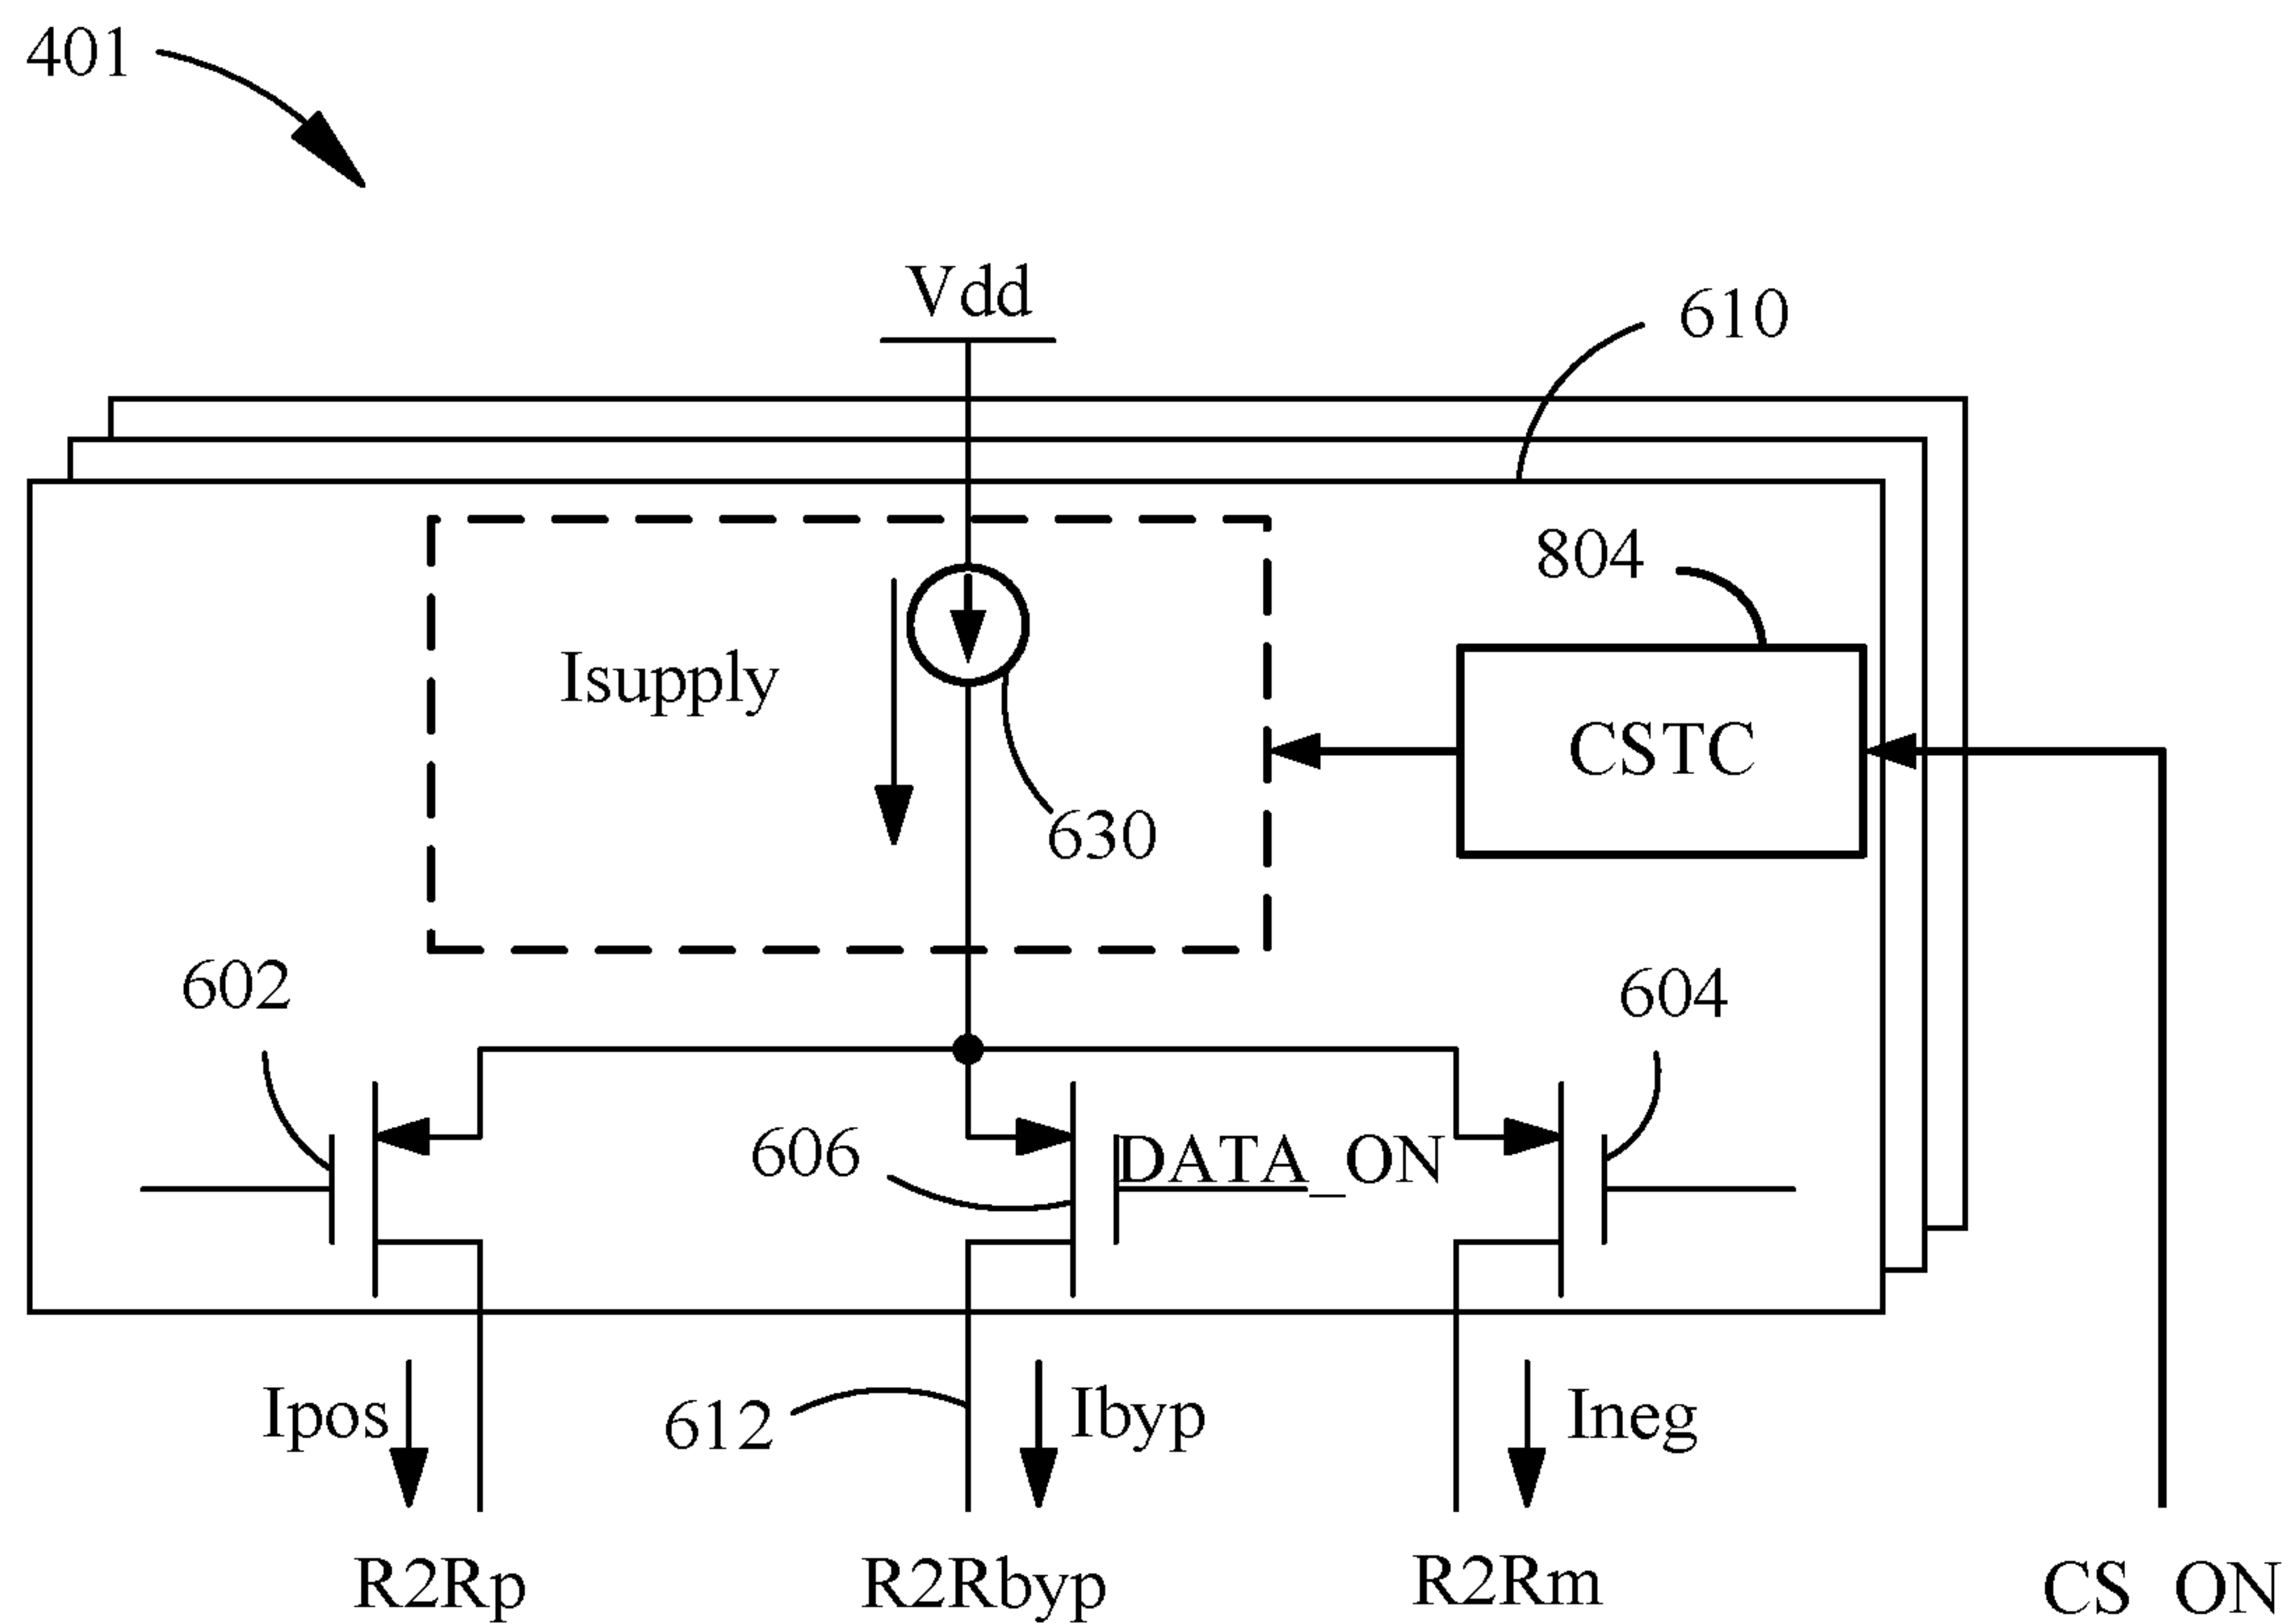 401
Vdd
610
804
Isupply
CSTC
630
602
604
606
DATA_ON
Ipos
612
Ibyp
Ineg
R2Rp
R2Rbyp
R2Rm
CS_ON